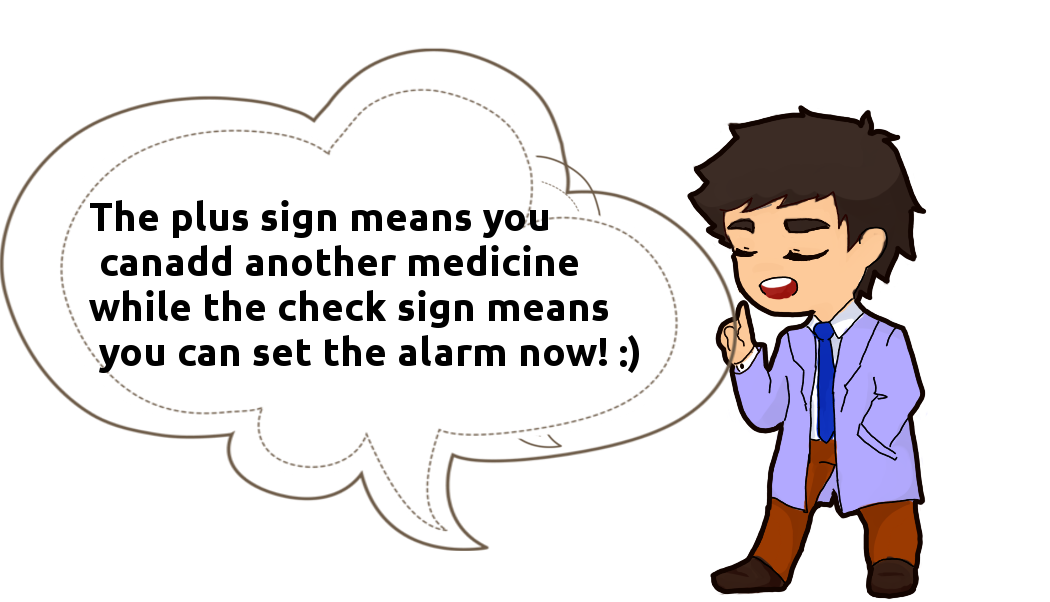 The plus sign means you
canadd another medicine
while the check sign means
you can set the alarm now! :)